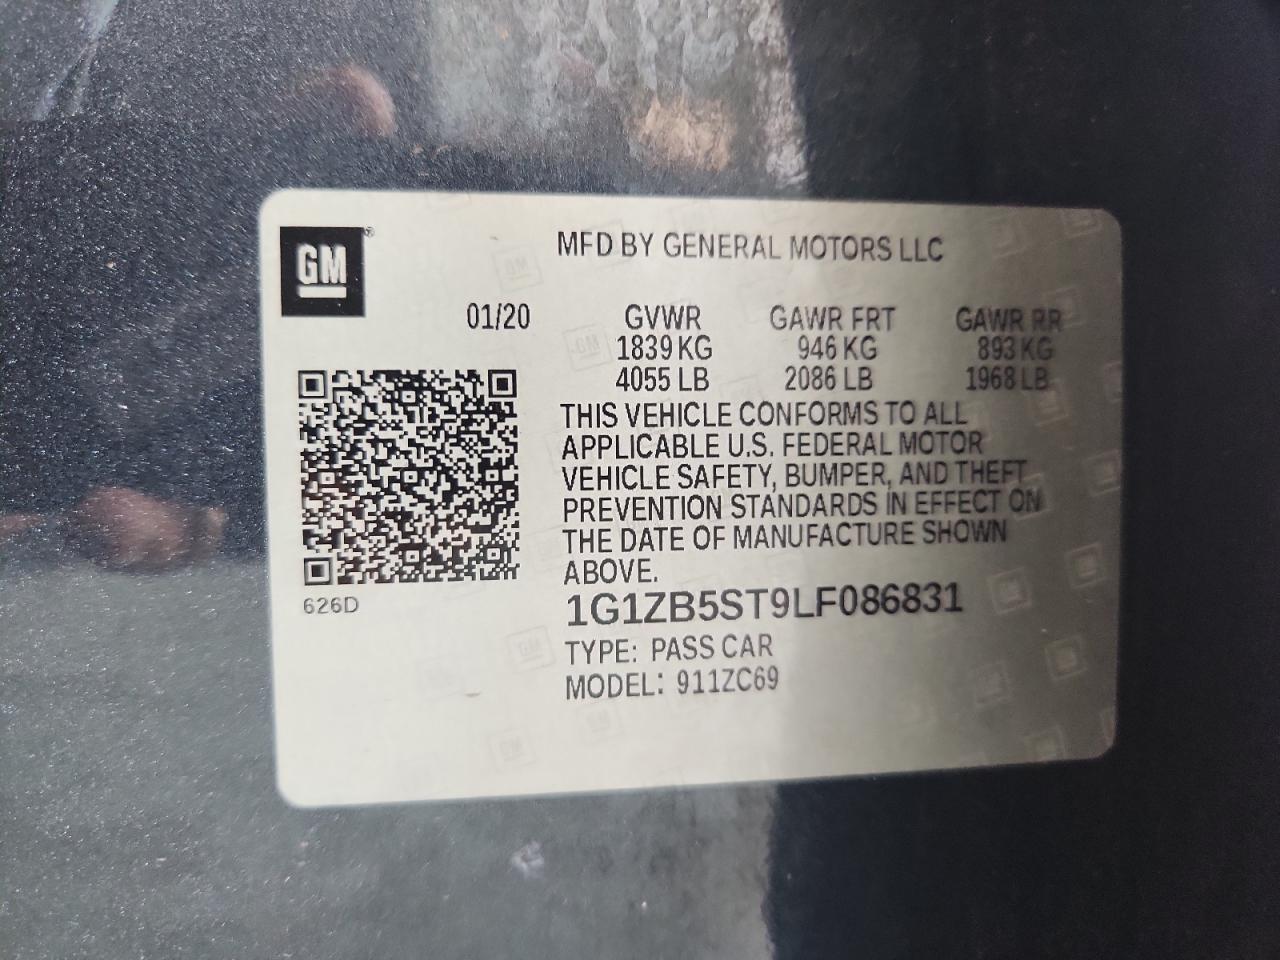 GM
MFD BY GENERAL MOTORS LLC
01/20
GVWR GAWR FRT GAWR RR
1839 KG 946 KG 893 KG
4055 LB 2086 LB 1968 LB
THIS VEHICLE CONFORMS TO ALL
APPLICABLE U.S. FEDERAL MOTOR
VEHICLE SAFETY, BUMPER, AND THEFT
PREVENTION STANDARDS IN EFFECT ON
THE DATE OF MANUFACTURE SHOWN
ABOVE.
626D
1G1ZB5ST9LF086831
TYPE: PASS CAR
MODEL: 911ZC69